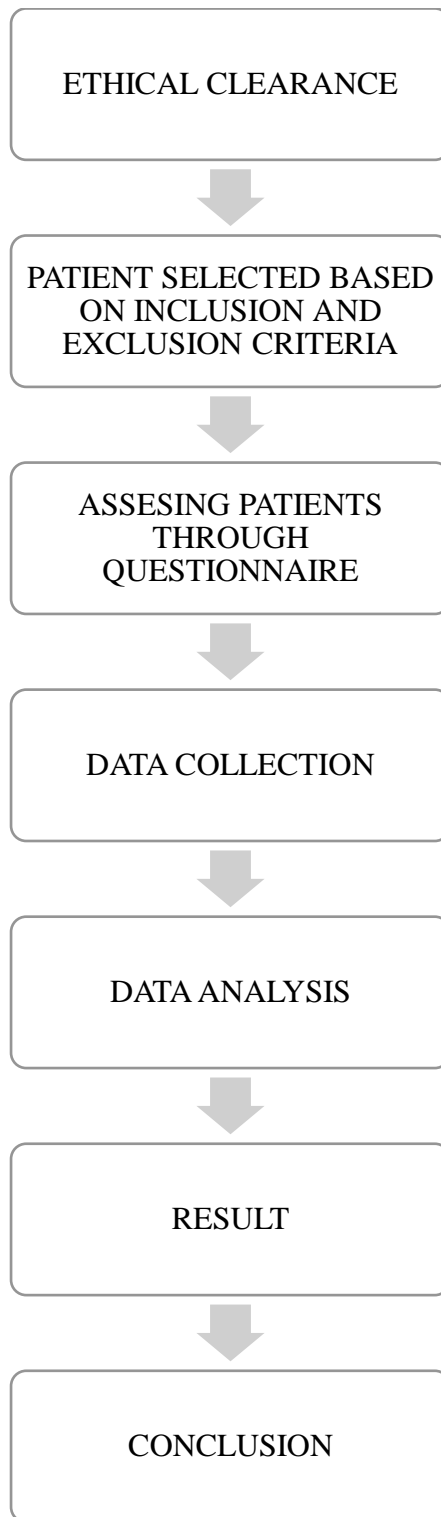 ETHICAL CLEARANCE
PATIENT SELECTED BASED
ON INCLUSION AND
EXCLUSION CRITERIA
ASSESING PATIENTS
THROUGH
QUESTIONNAIRE
DATA COLLECTION
DATA ANALYSIS
RESULT
CONCLUSION